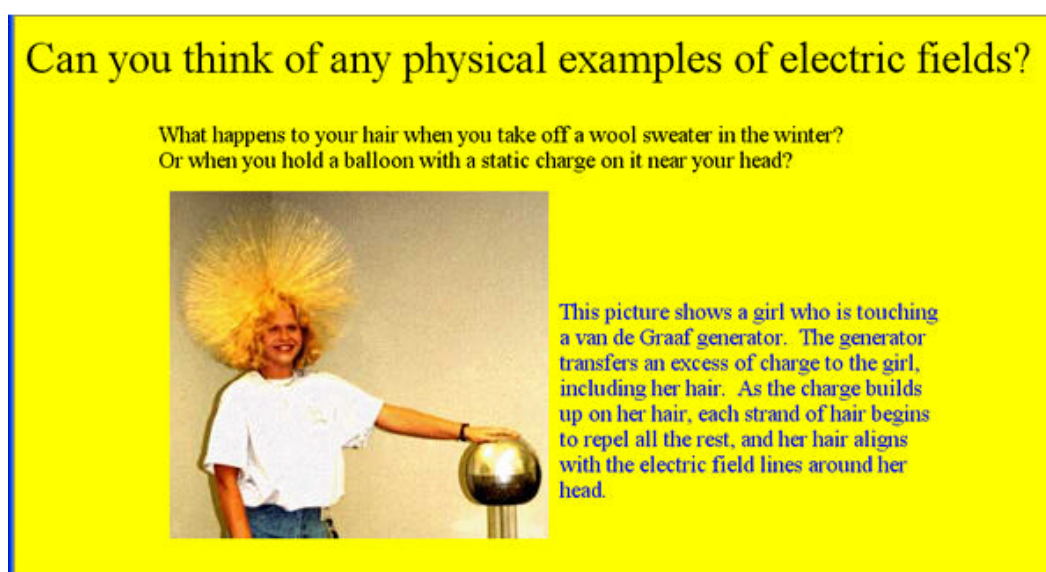 Can you think of any physical examples of electric fields?
What happens to your hair when you take off a wool sweater in the winter?
Or when you hold a balloon with a static charge on it near your head?
This picture shows a girl who is touching
a van de Graaf generator.  The generator
transfers an excess of charge to the girl,
including her hair.  As the charge builds
up on her hair, each strand of hair begins
to repel all the rest, and her hair aligns
with the electric field lines around her
head.